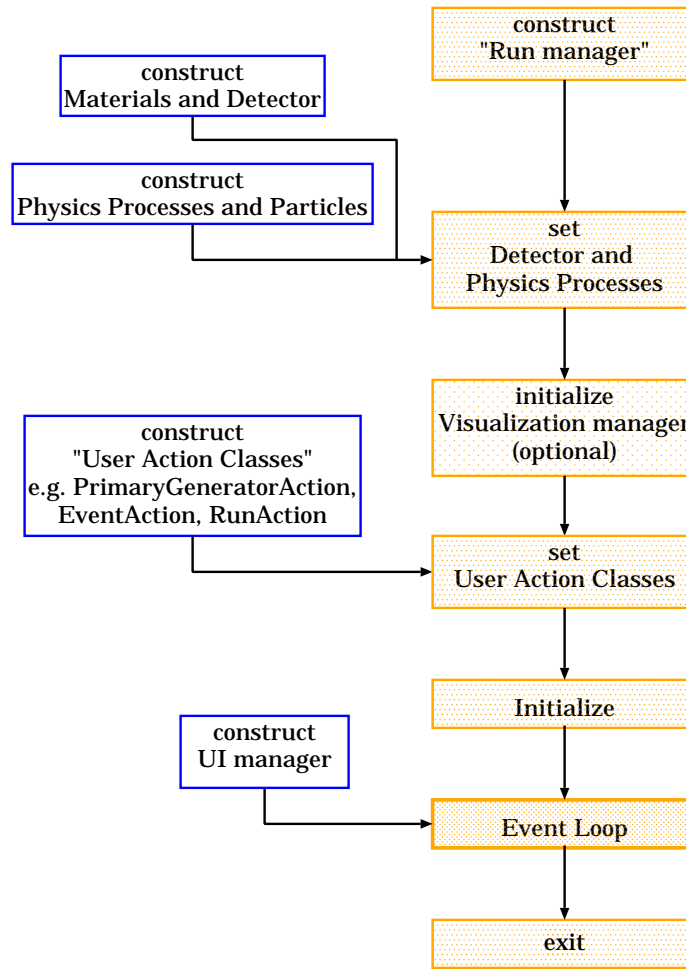 construct
"Run manager"
construct
Materials and Detector
construct
Physics Processes and Particles
set
Detector and
Physics Processes
initialize
Visualization manager
(optional)
construct
"User Action Classes"
e.g. PrimaryGeneratorAction,
EventAction, RunAction
set
User Action Classes
Initialize
construct
UI manager
Event Loop
exit